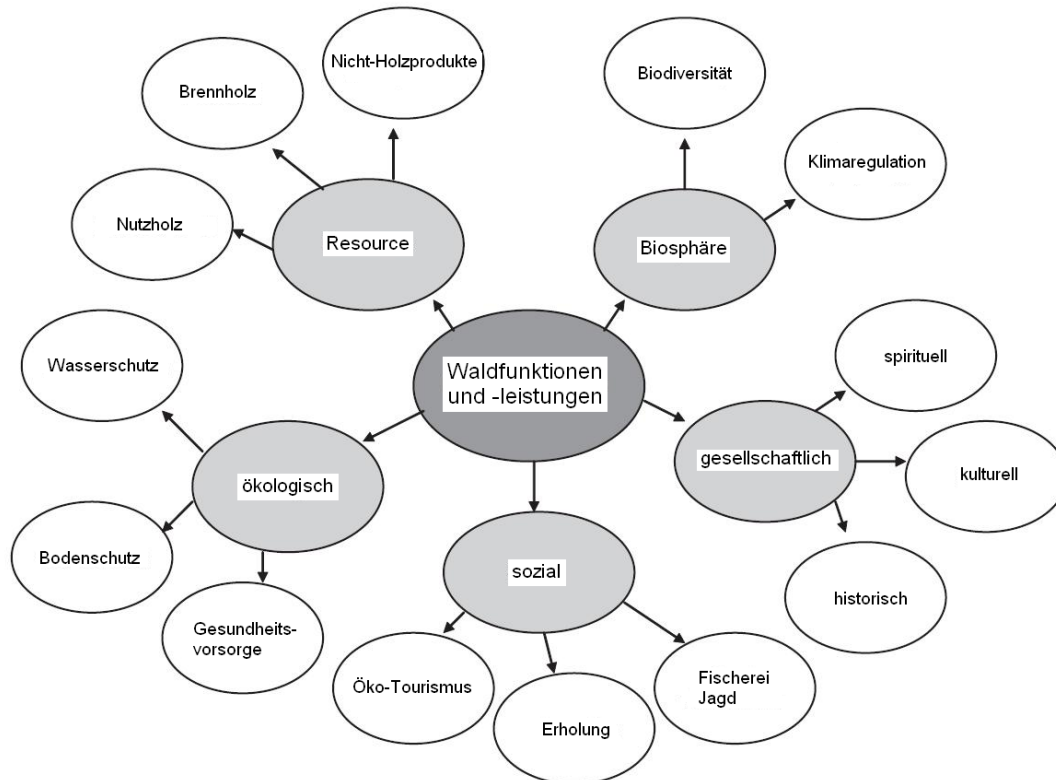 Nicht-Holzprodukte
Brennholz
Nutzholz
Resource
Biodiversität
Klimaregulation
Biosphäre
Waldfunktionen
und -leistungen
spirituell
gesellschaftlich
kulturell
historisch
Wasserschutz
ökologisch
Bodenschutz
Gesundheits-
vorsorge
sozial
Öko-Tourismus
Erholung
Fischerei
Jagd